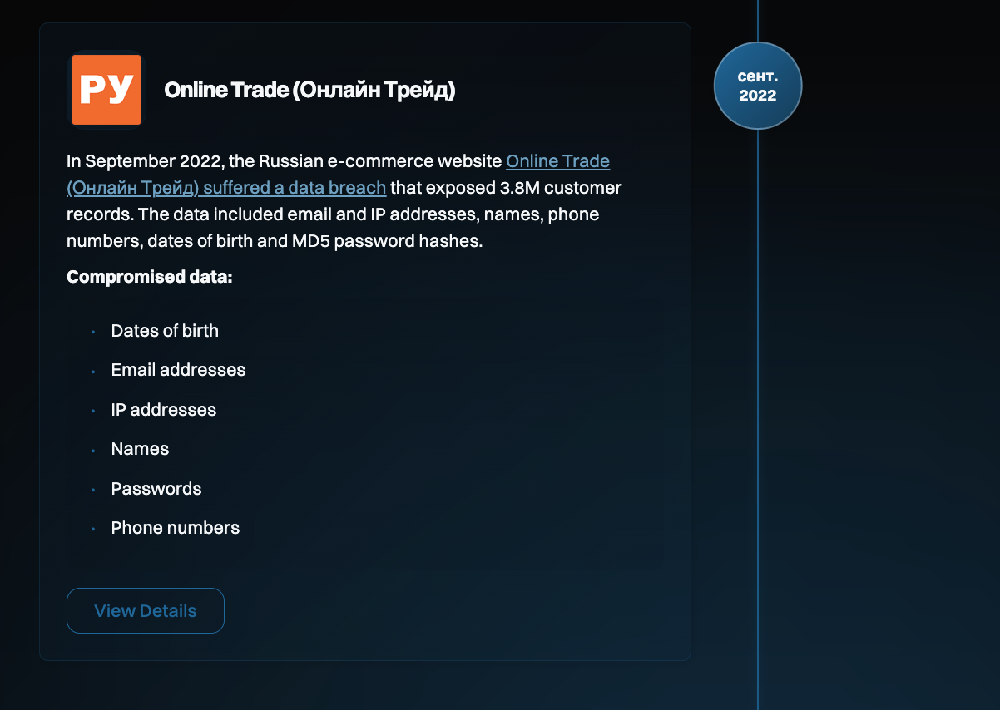 РУ
Online Trade (Онлайн Трейд)
сент.
2022
In September 2022, the Russian e-commerce website Online Trade
(Онлайн Трейд) suffered a data breach that exposed 3.8M customer
records. The data included email and IP addresses, names, phone
numbers, dates of birth and MD5 password hashes.
Compromised data:
Dates of birth
Email addresses
IP addresses
Names
Passwords
Phone numbers
View Details